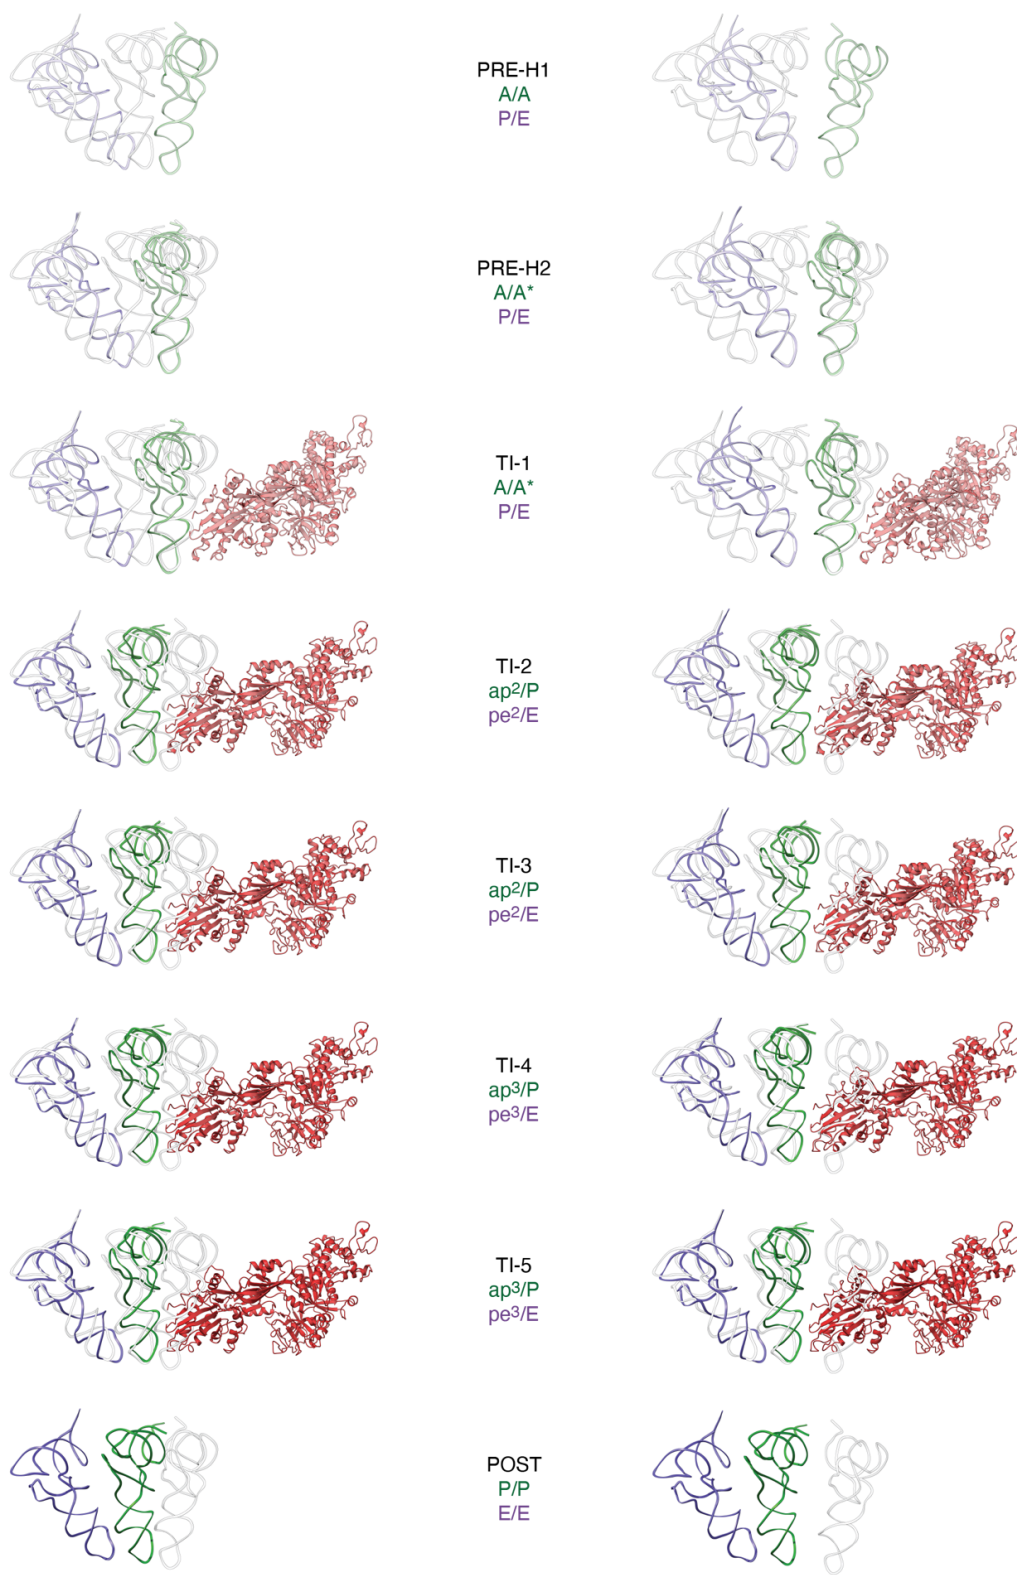 PRE-H1
A/A
P/E
PRE-H2
A/A*
P/E
TI-1
A/A*
P/E
TI-2
ap²/P
pe²/E
TI-3
ap²/P
pe²/E
TI-4
ap³/P
pe³/E
TI-5
ap³/P
pe³/E
POST
P/P
E/E